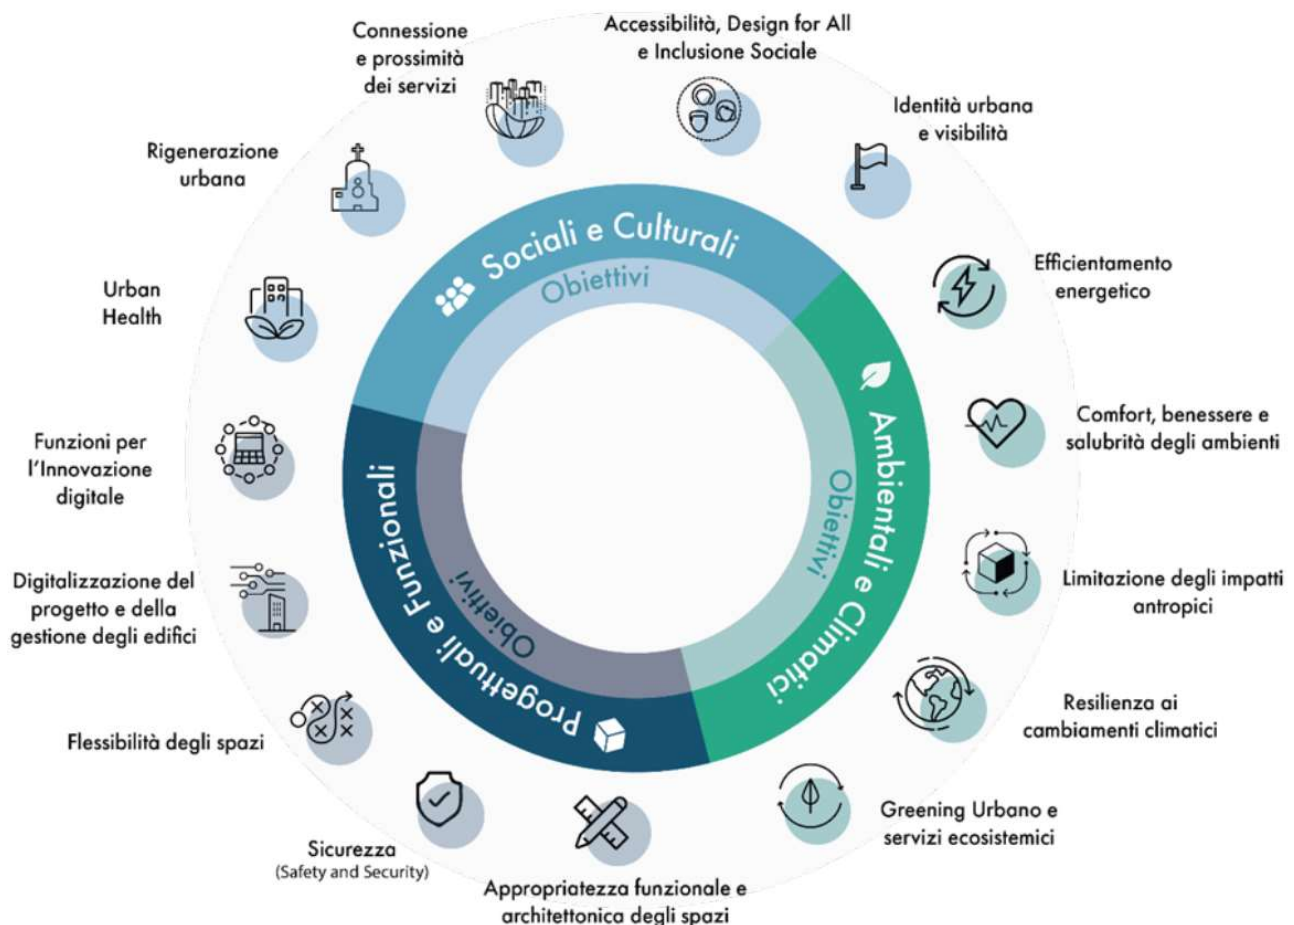 Connessione
e prossimità
dei servizi
Accessibilità, Design for All
e Inclusione Sociale
Identità urbana
e visibilità
Rigenerazione
urbana
Efficientamento
energetico
Urban
Health
Comfort, benessere e
salubrità degli ambienti
Funzioni per
l'Innovazione
digitale
Limitazione degli impatti
antropici
Digitalizzazione del
progetto e della
gestione degli edifici
Resilienza ai
cambiamenti climatici
Flessibilità degli spazi
Greening Urbano e
servizi ecosistemici
Sicurezza
(Safety and Security)
Appropriatezza funzionale e
architettonica degli spazi
Sociali e Culturali
Obiettivi
Ambientali e Climatici
Obiettivi
Progettuali e Funzionali
Obiettivi